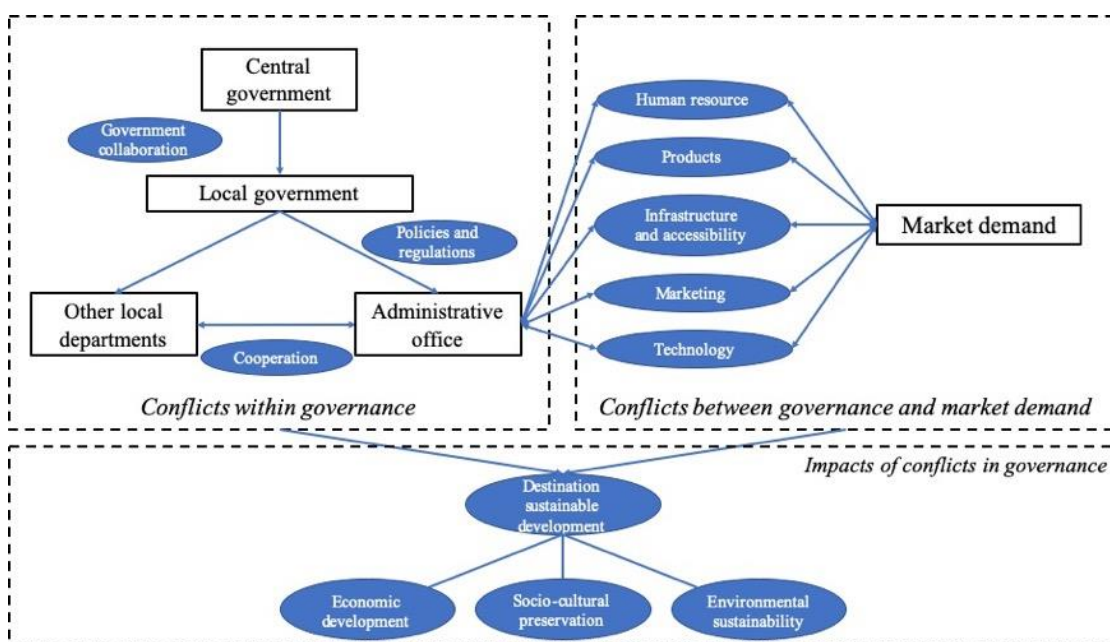 Central
government
Government
collaboration
Local government
Policies and
regulations
Other local
departments
Administrative
office
Cooperation
Conflicts within governance
Human resource
Products
Infrastructure
and accessibility
Marketing
Technology
Market demand
Conflicts between governance and market demand
Impacts of conflicts in governance
Destination
sustainable
development
Economic
development
Socio-cultural
preservation
Environmental
sustainability